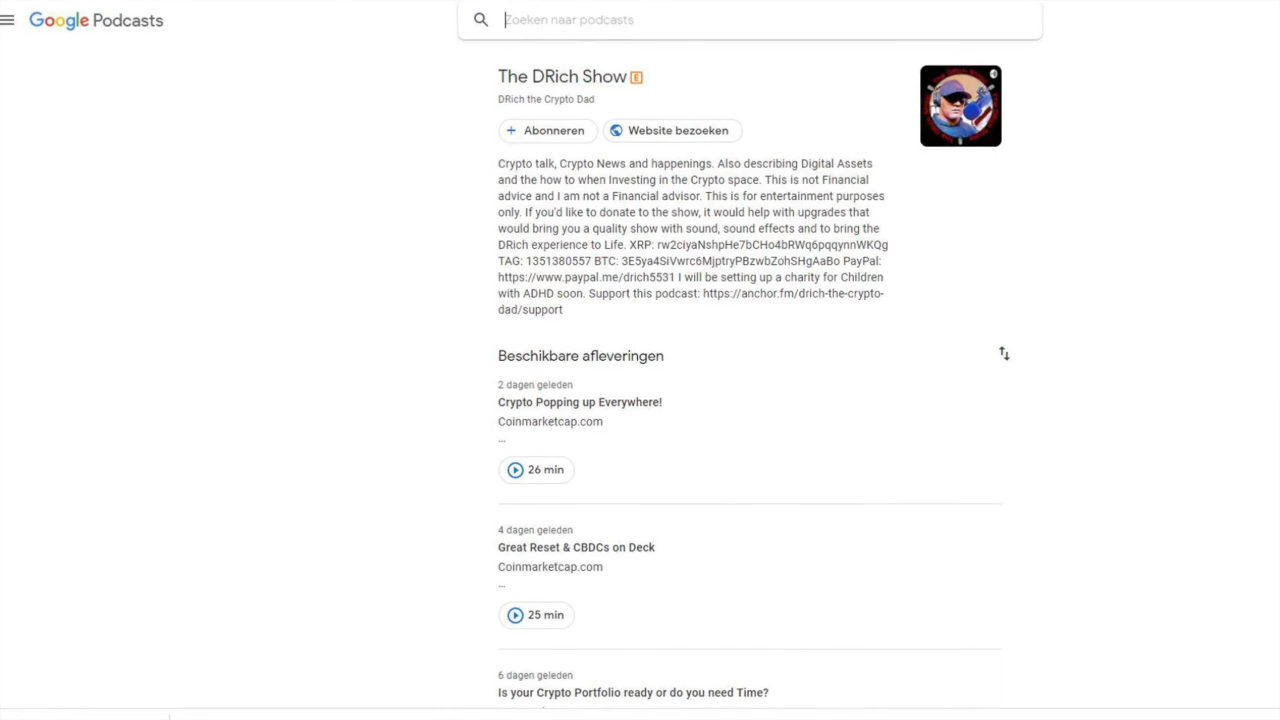 Google Podcasts
Zoeken naar podcasts
The DRich Show E
DRich the Crypto Dad
+ Abonneren
Website bezoeken
Crypto talk, Crypto News and happenings. Also describing Digital Assets
and the how to when Investing in the Crypto space. This is not Financial
advice and I am not a Financial advisor. This is for entertainment purposes
only. If you'd like to donate to the show, it would help with upgrades that
would bring you a quality show with sound, sound effects and to bring the
DRich experience to Life. XRP: rw2ciyaNshpHe7bCHo4bRWq6pqqynnWKQg
TAG: 1351380557 BTC: 3E5ya4SiVwrc6MjptryPBzwbZohSHgAaBo PayPal:
https://www.paypal.me/drich5531 I will be setting up a charity for Children
with ADHD soon. Support this podcast: https://anchor.fm/drich-the-crypto-
dad/support
Beschikbare afleveringen
2 dagen geleden
Crypto Popping up Everywhere!
Coinmarketcap.com
...
26 min
4 dagen geleden
Great Reset & CBDCs on Deck
Coinmarketcap.com
...
25 min
6 dagen geleden
Is your Crypto Portfolio ready or do you need Time?